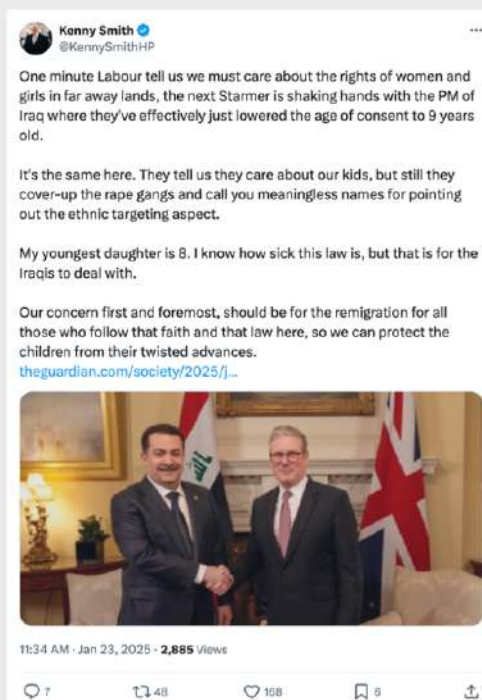 Kenny Smith
@KennySmithHP
One minute Labour tell us we must care about the rights of women and
girls in far away lands, the next Starmer is shaking hands with the PM of
Iraq where they've effectively just lowered the age of consent to 9 years
old.
It's the same here. They tell us they care about our kids, but still they
cover-up the rape gangs and call you meaningless names for pointing
out the ethnic targeting aspect.
My youngest daughter is 8. I know how sick this law is, but that is for the
Iraqis to deal with.
Our concern first and foremost, should be for the remigration for all
those who follow that faith and that law here, so we can protect the
children from their twisted advances.
theguardian.com/society/2025/j...
11:34 AM · Jan 23, 2025 · 2,885 Views
7 48 168 6